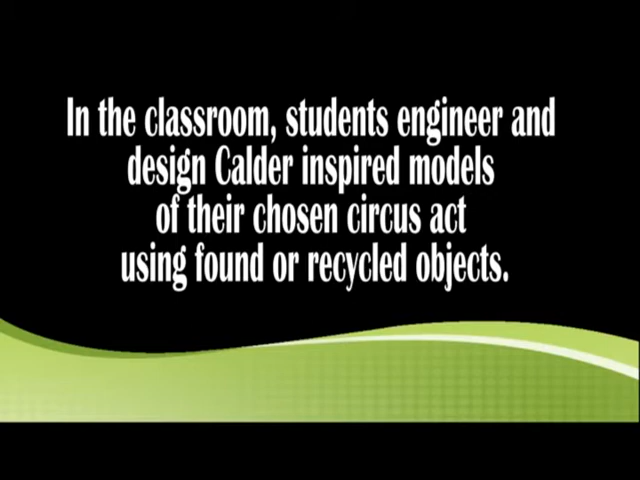 In the classroom, students engineer and
design Calder inspired models
of their chosen circus act
using found or recycled objects.